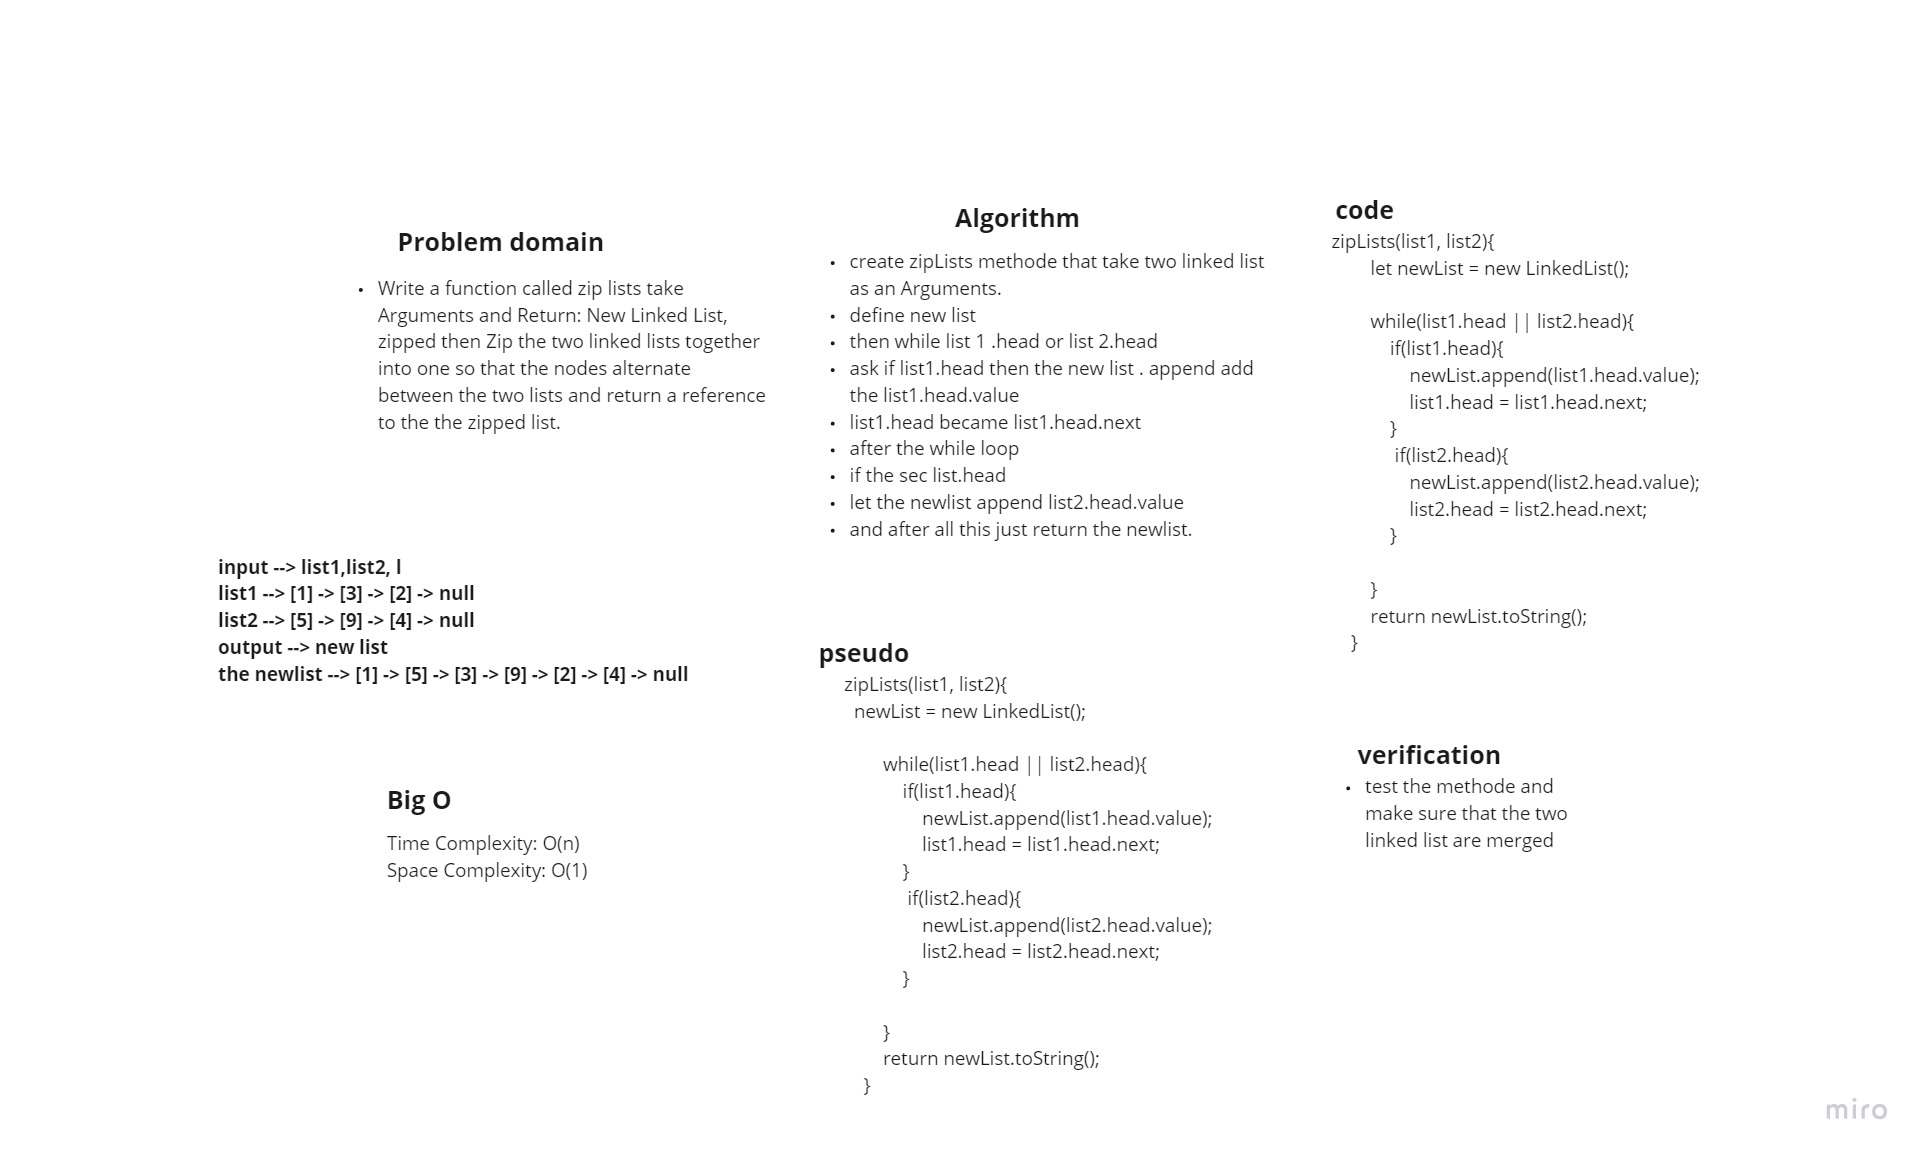 Problem domain
• Write a function called zip lists take
Arguments and Return: New Linked List,
zipped then Zip the two linked lists together
into one so that the nodes alternate
between the two lists and return a reference
to the the zipped list.
input --> list1,list2, l
list1 --> [1] -> [3] -> [2] -> null
list2 --> [5] -> [9] -> [4] -> null
output --> new list
the newlist --> [1] -> [5] -> [3] -> [9] -> [2] -> [4] -> null
Big O
Time Complexity: O(n)
Space Complexity: O(1)
Algorithm
• create zipLists methode that take two linked list
as an Arguments.
• define new list
• then while list 1 .head or list 2.head
• ask if list1.head then the new list . append add
the list1.head.value
• list1.head became list1.head.next
• after the while loop
• if the sec list.head
• let the newlist append list2.head.value
• and after all this just return the newlist.
pseudo
zipLists(list1, list2){
newList = new LinkedList();
while(list1.head || list2.head){
if(list1.head){
newList.append(list1.head.value);
list1.head = list1.head.next;
}
if(list2.head){
newList.append(list2.head.value);
list2.head = list2.head.next;
}
}
return newList.toString();
}
code
zipLists(list1, list2){
let newList = new LinkedList();
while(list1.head || list2.head){
if(list1.head){
newList.append(list1.head.value);
list1.head = list1.head.next;
}
if(list2.head){
newList.append(list2.head.value);
list2.head = list2.head.next;
}
}
return newList.toString();
}
verification
• test the methode and
make sure that the two
linked list are merged
miro